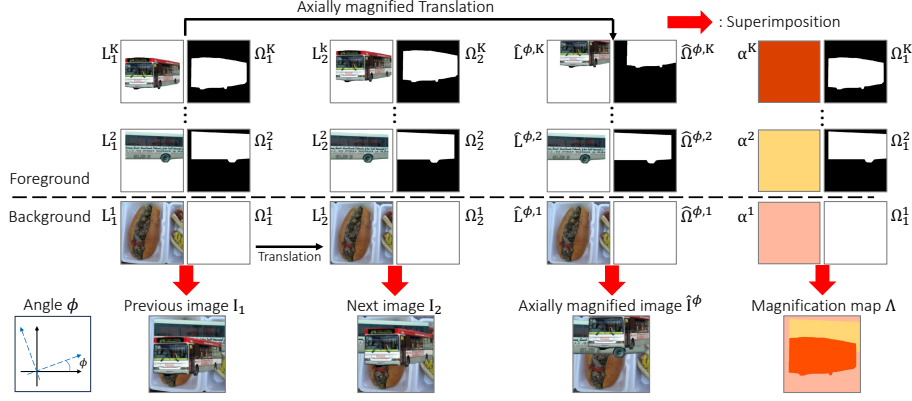 Axially magnified Translation
: Superimposition
L₁ᴷ Ω₁ᴷ L₂ᵏ Ω₂ᴷ L̂^{ϕ,K} Ω̂^{ϕ,K} αᴷ Ω₁ᴷ
L₁² Ω₁² L₂² Ω₂² L̂^{ϕ,2} Ω̂^{ϕ,2} α² Ω₁²
Foreground
Background L₁¹ Ω₁¹ L₂¹ Ω₂¹ L̂^{ϕ,1} Ω̂^{ϕ,1} α¹ Ω₁¹
Translation
Angle ϕ Previous image I₁ Next image I₂ Axially magnified image Î^ϕ Magnification map Λ
ϕ